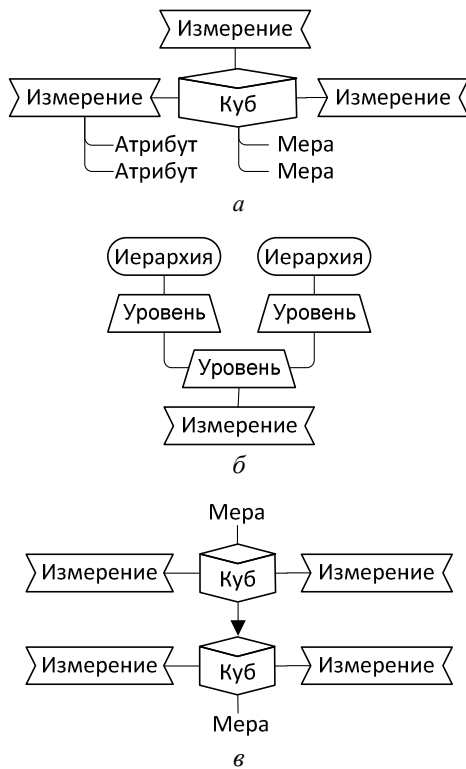 Измерение
Измерение Куб Измерение
Атрибут Мера
Атрибут Мера
а
Иерархия Иерархия
Уровень Уровень
Уровень
Измерение
б
Мера
Измерение Куб Измерение
Измерение Куб Измерение
Мера
в